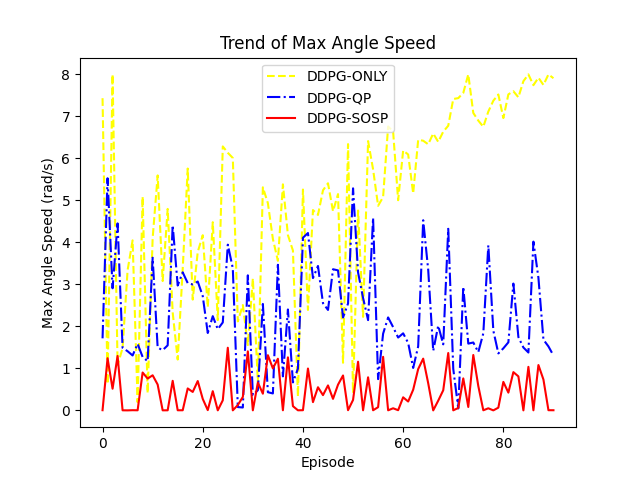 Trend of Max Angle Speed
DDPG-ONLY
DDPG-QP
DDPG-SOSP
Max Angle Speed (rad/s)
8
7
6
5
4
3
2
1
0
0 20 40 60 80
Episode